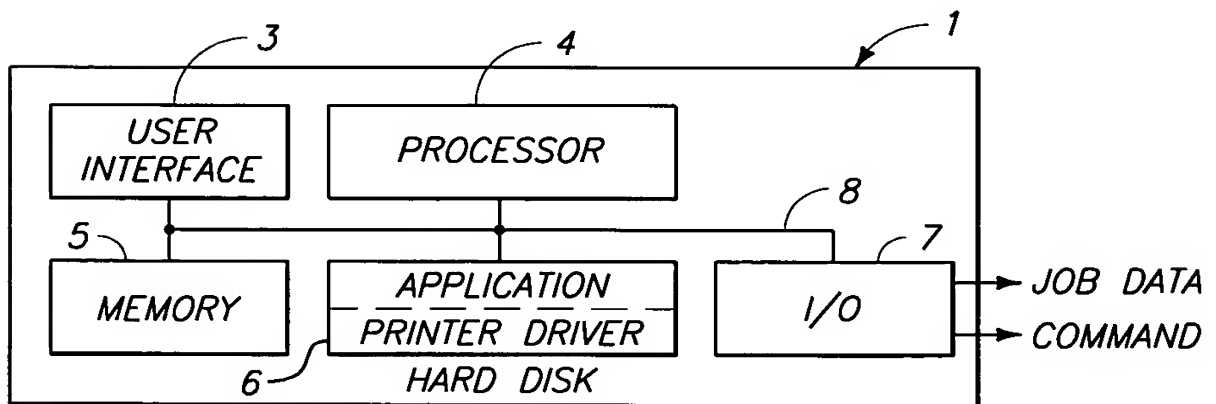 1
3
4
USER
INTERFACE
PROCESSOR
8
5
7
MEMORY
APPLICATION
PRINTER DRIVER
I/O
JOB DATA
COMMAND
6
HARD DISK